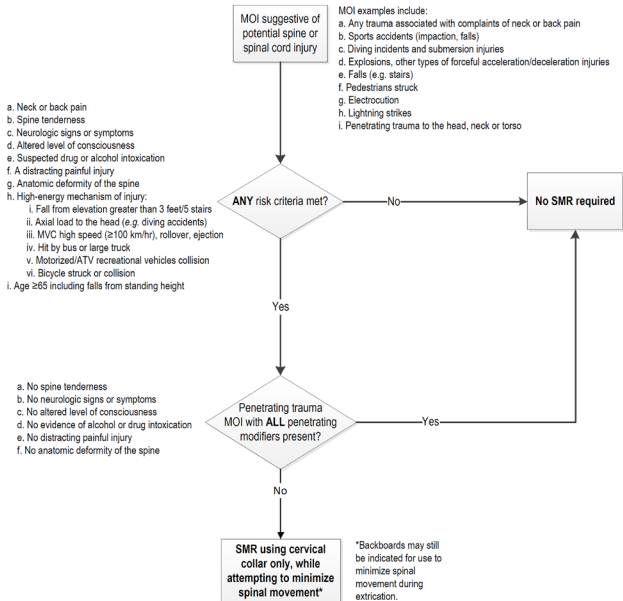 MOI suggestive of
potential spine or
spinal cord injury
MOI examples include:
a. Any trauma associated with complaints of neck or back pain
b. Sports accidents (impaction, falls)
c. Diving incidents and submersion injuries
d. Explosions, other types of forceful acceleration/deceleration injuries
e. Falls (e.g. stairs)
f. Pedestrians struck
g. Electrocution
h. Lightning strikes
i. Penetrating trauma to the head, neck or torso
a. Neck or back pain
b. Spine tenderness
c. Neurologic signs or symptoms
d. Altered level of consciousness
e. Suspected drug or alcohol intoxication
f. A distracting painful injury
g. Anatomic deformity of the spine
h. High-energy mechanism of injury:
i. Fall from elevation greater than 3 feet/5 stairs
ii. Axial load to the head (e.g. diving accidents)
iii. MVC high speed (≥100 km/hr), rollover, ejection
iv. Hit by bus or large truck
v. Motorized/ATV recreational vehicles collision
vi. Bicycle struck or collision
i. Age ≥65 including falls from standing height
ANY risk criteria met?
No
No SMR required
Yes
a. No spine tenderness
b. No neurologic signs or symptoms
c. No altered level of consciousness
d. No evidence of alcohol or drug intoxication
e. No distracting painful injury
f. No anatomic deformity of the spine
Penetrating trauma
MOI with ALL penetrating
modifiers present?
Yes
No
SMR using cervical
collar only, while
attempting to minimize
spinal movement*
*Backboards may still
be indicated for use to
minimize spinal
movement during
extrication.